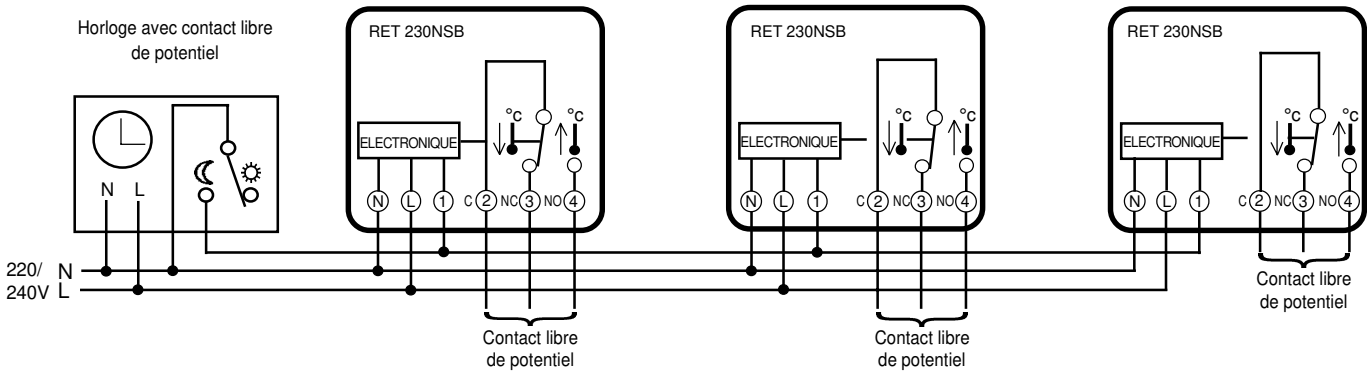 Horloge avec contact libre
de potentiel
N L
220/ N
240V L
RET 230NSB
°C °C
ELECTRONIQUE
N L 1 C 2 NC 3 NO 4
Contact libre
de potentiel
RET 230NSB
°C °C
ELECTRONIQUE
N L 1 C 2 NC 3 NO 4
Contact libre
de potentiel
RET 230NSB
°C °C
ELECTRONIQUE
N L 1 C 2 NC 3 NO 4
Contact libre
de potentiel